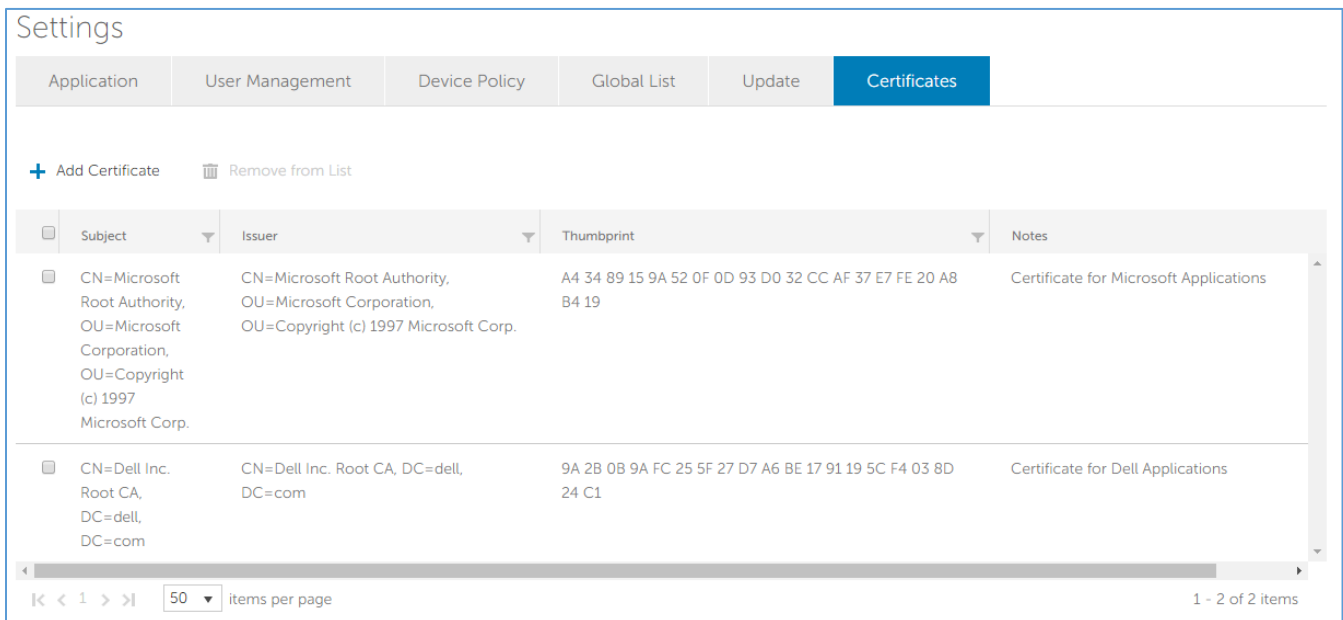 Settings
Application User Management Device Policy Global List Update Certificates
+ Add Certificate Remove from List
Subject Issuer Thumbprint Notes
CN=Microsoft
Root Authority,
OU=Microsoft
Corporation,
OU=Copyright
(c) 1997
Microsoft Corp.
CN=Microsoft Root Authority,
OU=Microsoft Corporation,
OU=Copyright (c) 1997 Microsoft Corp.
A4 34 89 15 9A 52 0F 0D 93 D0 32 CC AF 37 E7 FE 20 A8
B4 19
Certificate for Microsoft Applications
CN=Dell Inc.
Root CA,
DC=dell,
DC=com
CN=Dell Inc. Root CA, DC=dell,
DC=com
9A 2B 0B 9A FC 25 5F 27 D7 A6 BE 17 91 19 5C F4 03 8D
24 C1
Certificate for Dell Applications
1 50 items per page 1 - 2 of 2 items